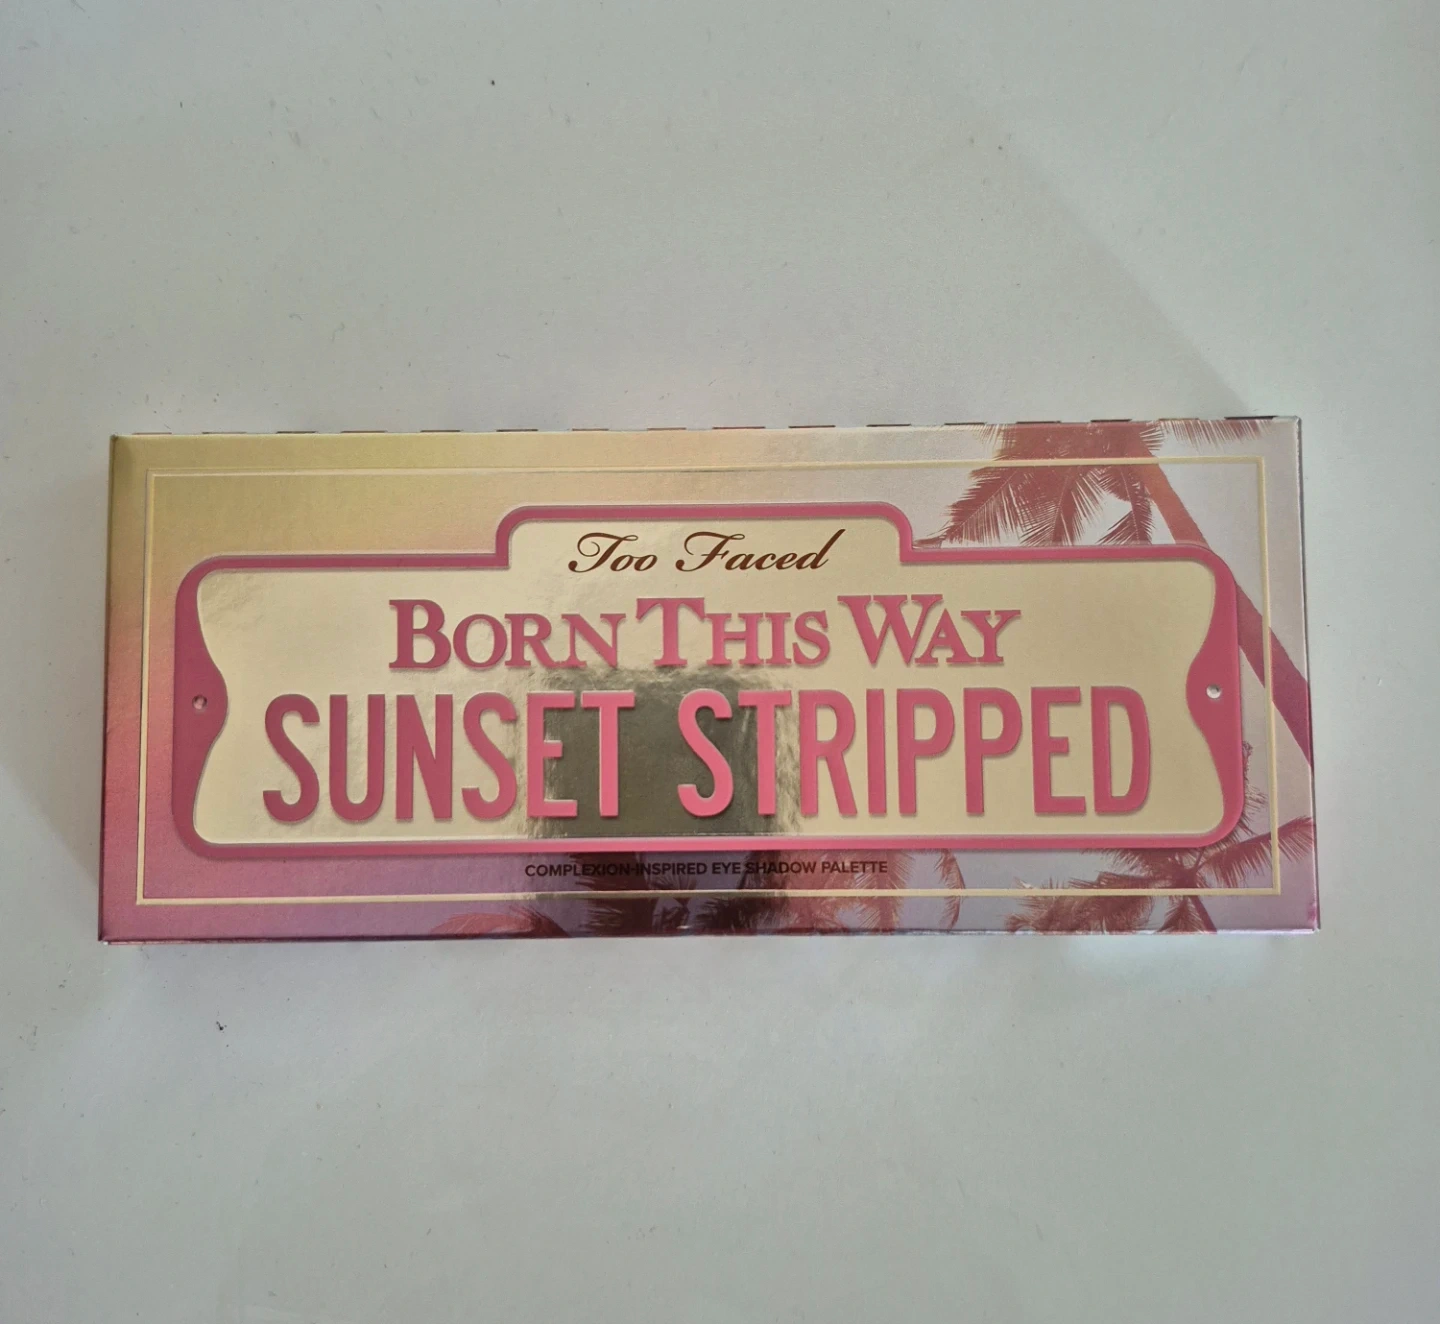 Too Faced
BORN THIS WAY
SUNSET STRIPPED
COMPLEXION-INSPIRED EYE SHADOW PALETTE